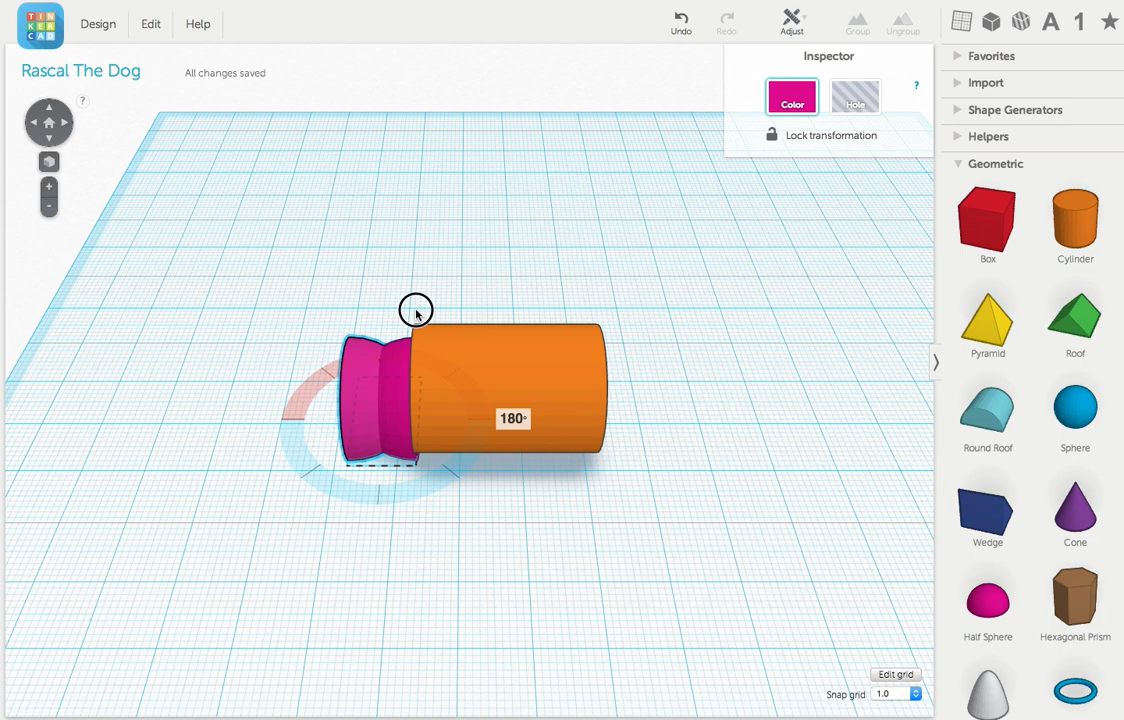 TIN
KER
CAD
Design
Edit
Help
Undo
Redo
Adjust
Group
Ungroup
A 1
Rascal The Dog
All changes saved
?
Inspector
Color
Hole
?
Lock transformation
Favorites
Import
Shape Generators
Helpers
Geometric
Box
Cylinder
Pyramid
Roof
Round Roof
Sphere
Wedge
Cone
Half Sphere
Hexagonal Prism
180°
+
-
Edit grid
Snap grid 1.0